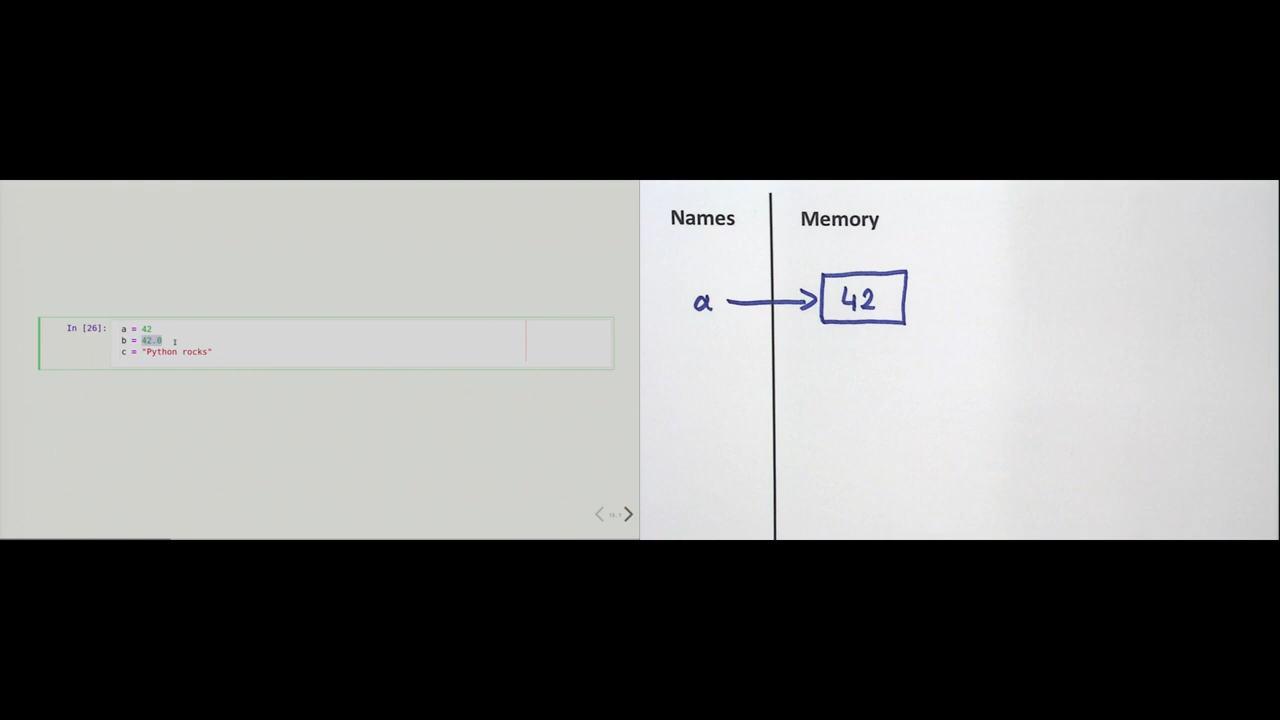 In [26]:
a = 42
b = 42.0
c = "Python rocks"
Names
Memory
a
42